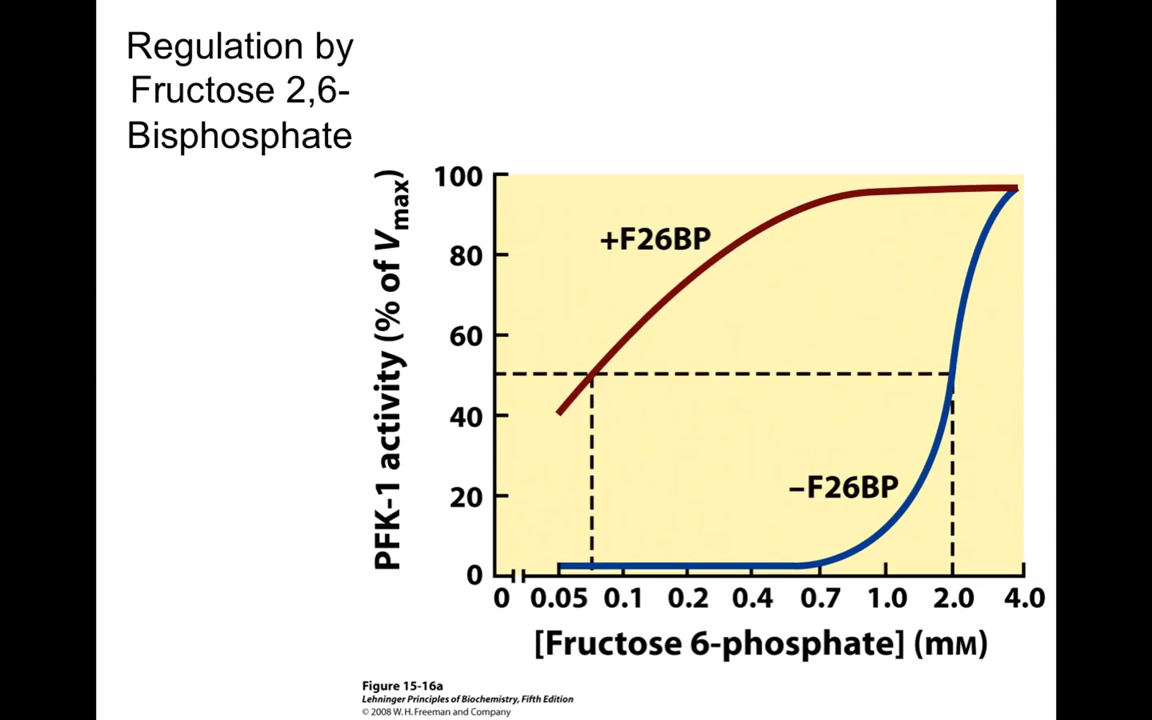 Regulation by
Fructose 2,6-
Bisphosphate
PFK-1 activity (% of Vmax)
100
80
60
40
20
0
+F26BP
–F26BP
0 0.05 0.1 0.2 0.4 0.7 1.0 2.0 4.0
[Fructose 6-phosphate] (mM)
Figure 15-16a
Lehninger Principles of Biochemistry, Fifth Edition
© 2008 W. H. Freeman and Company